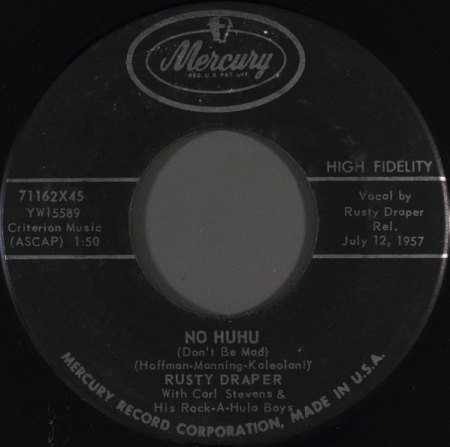 Mercury
REG. U.S. PAT. OFF.
HIGH FIDELITY
71162X45
YW15589
Criterion Music
(ASCAP) 1:50
Vocal by
Rusty Draper
Rel.
July 12, 1957
NO HUHU
(Don't Be Mad)
(Hoffman-Manning-Kaleolani)
RUSTY DRAPER
With Carl Stevens &
His Rock-A-Hula Boys
MERCURY RECORD CORPORATION, MADE IN U.S.A.